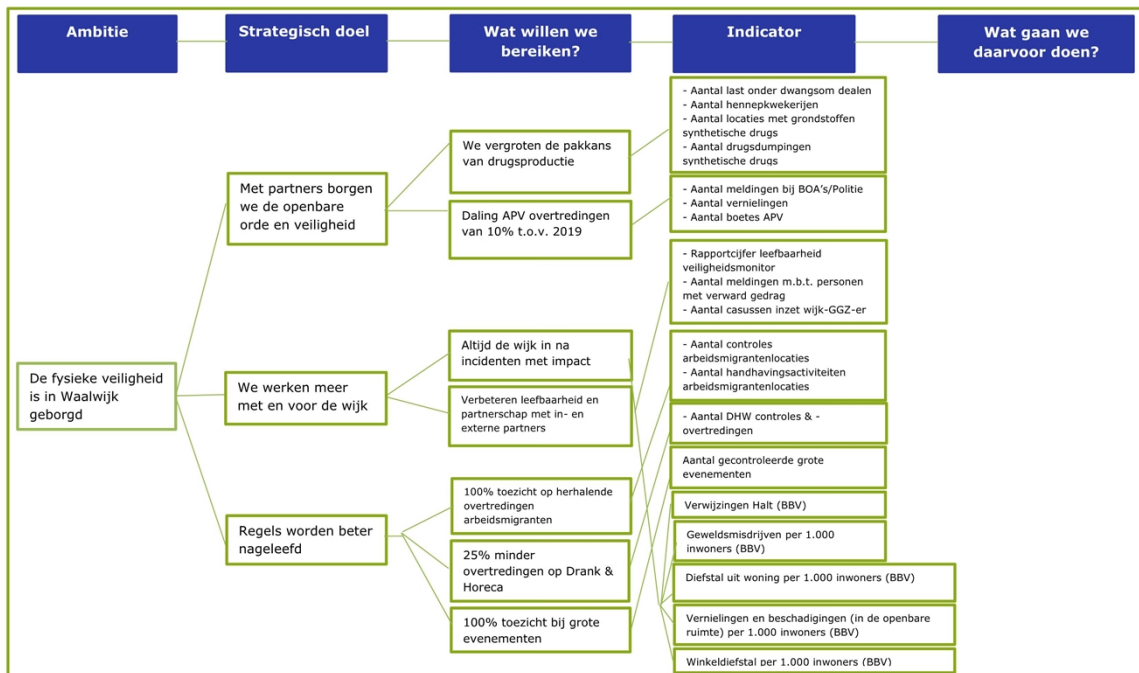 Ambitie
Strategisch doel
Wat willen we
bereiken?
Indicator
Wat gaan we
daarvoor doen?
De fysieke veiligheid
is in Waalwijk
geborgd
Met partners borgen
we de openbare
orde en veiligheid
We werken meer
met en voor de wijk
Regels worden beter
nageleefd
We vergroten de pakkans
van drugsproductie
Daling APV overtredingen
van 10% t.o.v. 2019
Altijd de wijk in na
incidenten met impact
Verbeteren leefbaarheid en
partnerschap met in- en
externe partners
100% toezicht op herhalende
overtredingen
arbeidsmigranten
25% minder
overtredingen op Drank &
Horeca
100% toezicht bij grote
evenementen
- Aantal last onder dwangsom dealen
- Aantal hennepkwekerijen
- Aantal locaties met grondstoffen
synthetische drugs
- Aantal drugsdumpingen
synthetische drugs
- Aantal meldingen bij BOA's/Politie
- Aantal vernielingen
- Aantal boetes APV
- Rapportcijfer leefbaarheid
veiligheidsmonitor
- Aantal meldingen m.b.t. personen
met verward gedrag
- Aantal casussen inzet wijk-GGZ-er
- Aantal controles
arbeidsmigrantenlocaties
- Aantal handhavingsactiviteiten
arbeidsmigrantenlocaties
- Aantal DHW controles & -
overtredingen
Aantal gecontroleerde grote
evenementen
Verwijzingen Halt (BBV)
Geweldsmisdrijven per 1.000
inwoners (BBV)
Diefstal uit woning per 1.000 inwoners (BBV)
Vernielingen en beschadigingen (in de openbare
ruimte) per 1.000 inwoners (BBV)
Winkeldiefstal per 1.000 inwoners (BBV)